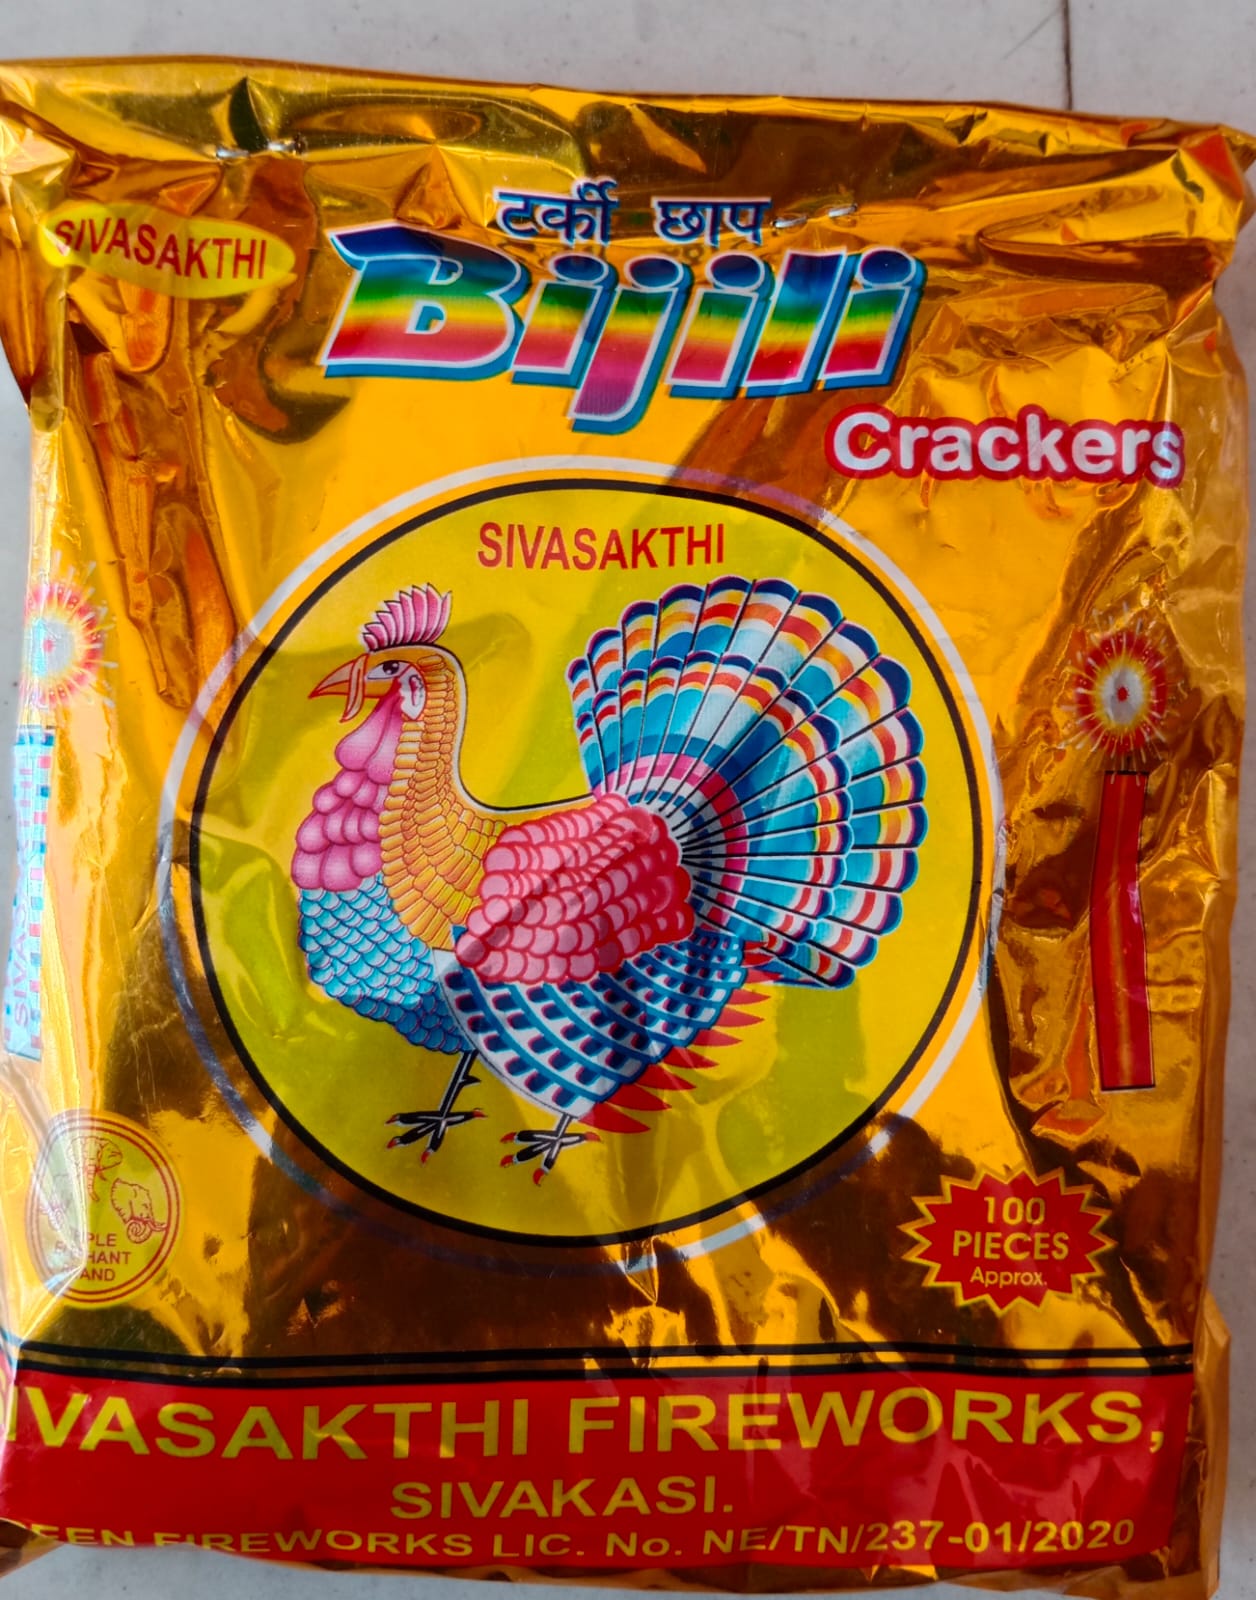 टर्की छाप
SIVASAKTHI
Bijili
Crackers
SIVASAKTHI
SIVASAKTHI
100
PIECES
Approx.
IVASAKTHI FIREWORKS,
SIVAKASI.
EEN FIREWORKS LIC. No. NE/TN/237-01/2020